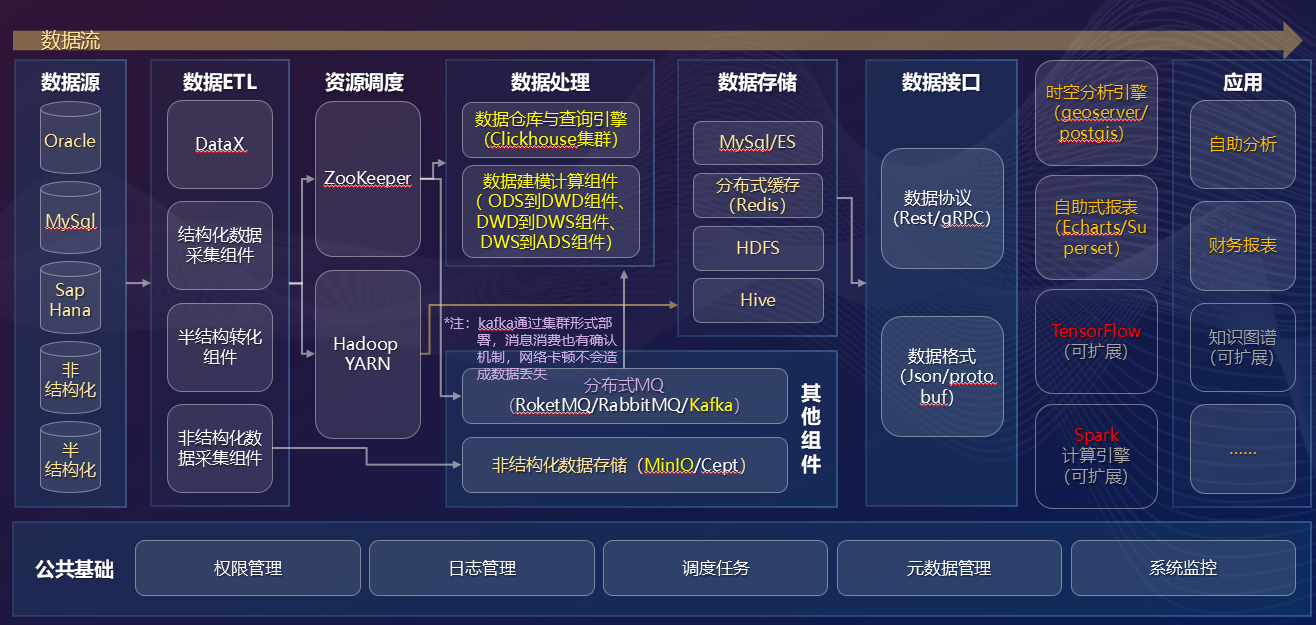 数据流
数据源
Oracle
MySql
Sap
Hana
非
结构化
半
结构化
数据ETL
DataX
结构化数据
采集组件
半结构转化
组件
非结构化数
据采集组件
资源调度
ZooKeeper
Hadoop
YARN
数据处理
数据仓库与查询引擎
（Clickhouse集群）
数据建模计算组件
（ ODS到DWD组件、
DWD到DWS组件、
DWS到ADS组件）
*注：kafka通过集群形式部
署，消息消费也有确认
机制，网络卡顿不会造
成数据丢失
分布式MQ
（RoketMQ/RabbitMQ/Kafka）
非结构化数据存储（MinIO/Cept）
其
他
组
件
数据存储
MySql/ES
分布式缓存
（Redis）
HDFS
Hive
数据接口
数据协议
(Rest/gRPC)
数据格式
(Json/proto
buf)
时空分析引擎
（geoserver/
postgis）
自助式报表
（Echarts/Su
perset）
TensorFlow
(可扩展)
Spark
计算引擎
(可扩展)
应用
自助分析
财务报表
知识图谱
(可扩展)
……
公共基础
权限管理
日志管理
调度任务
元数据管理
系统监控